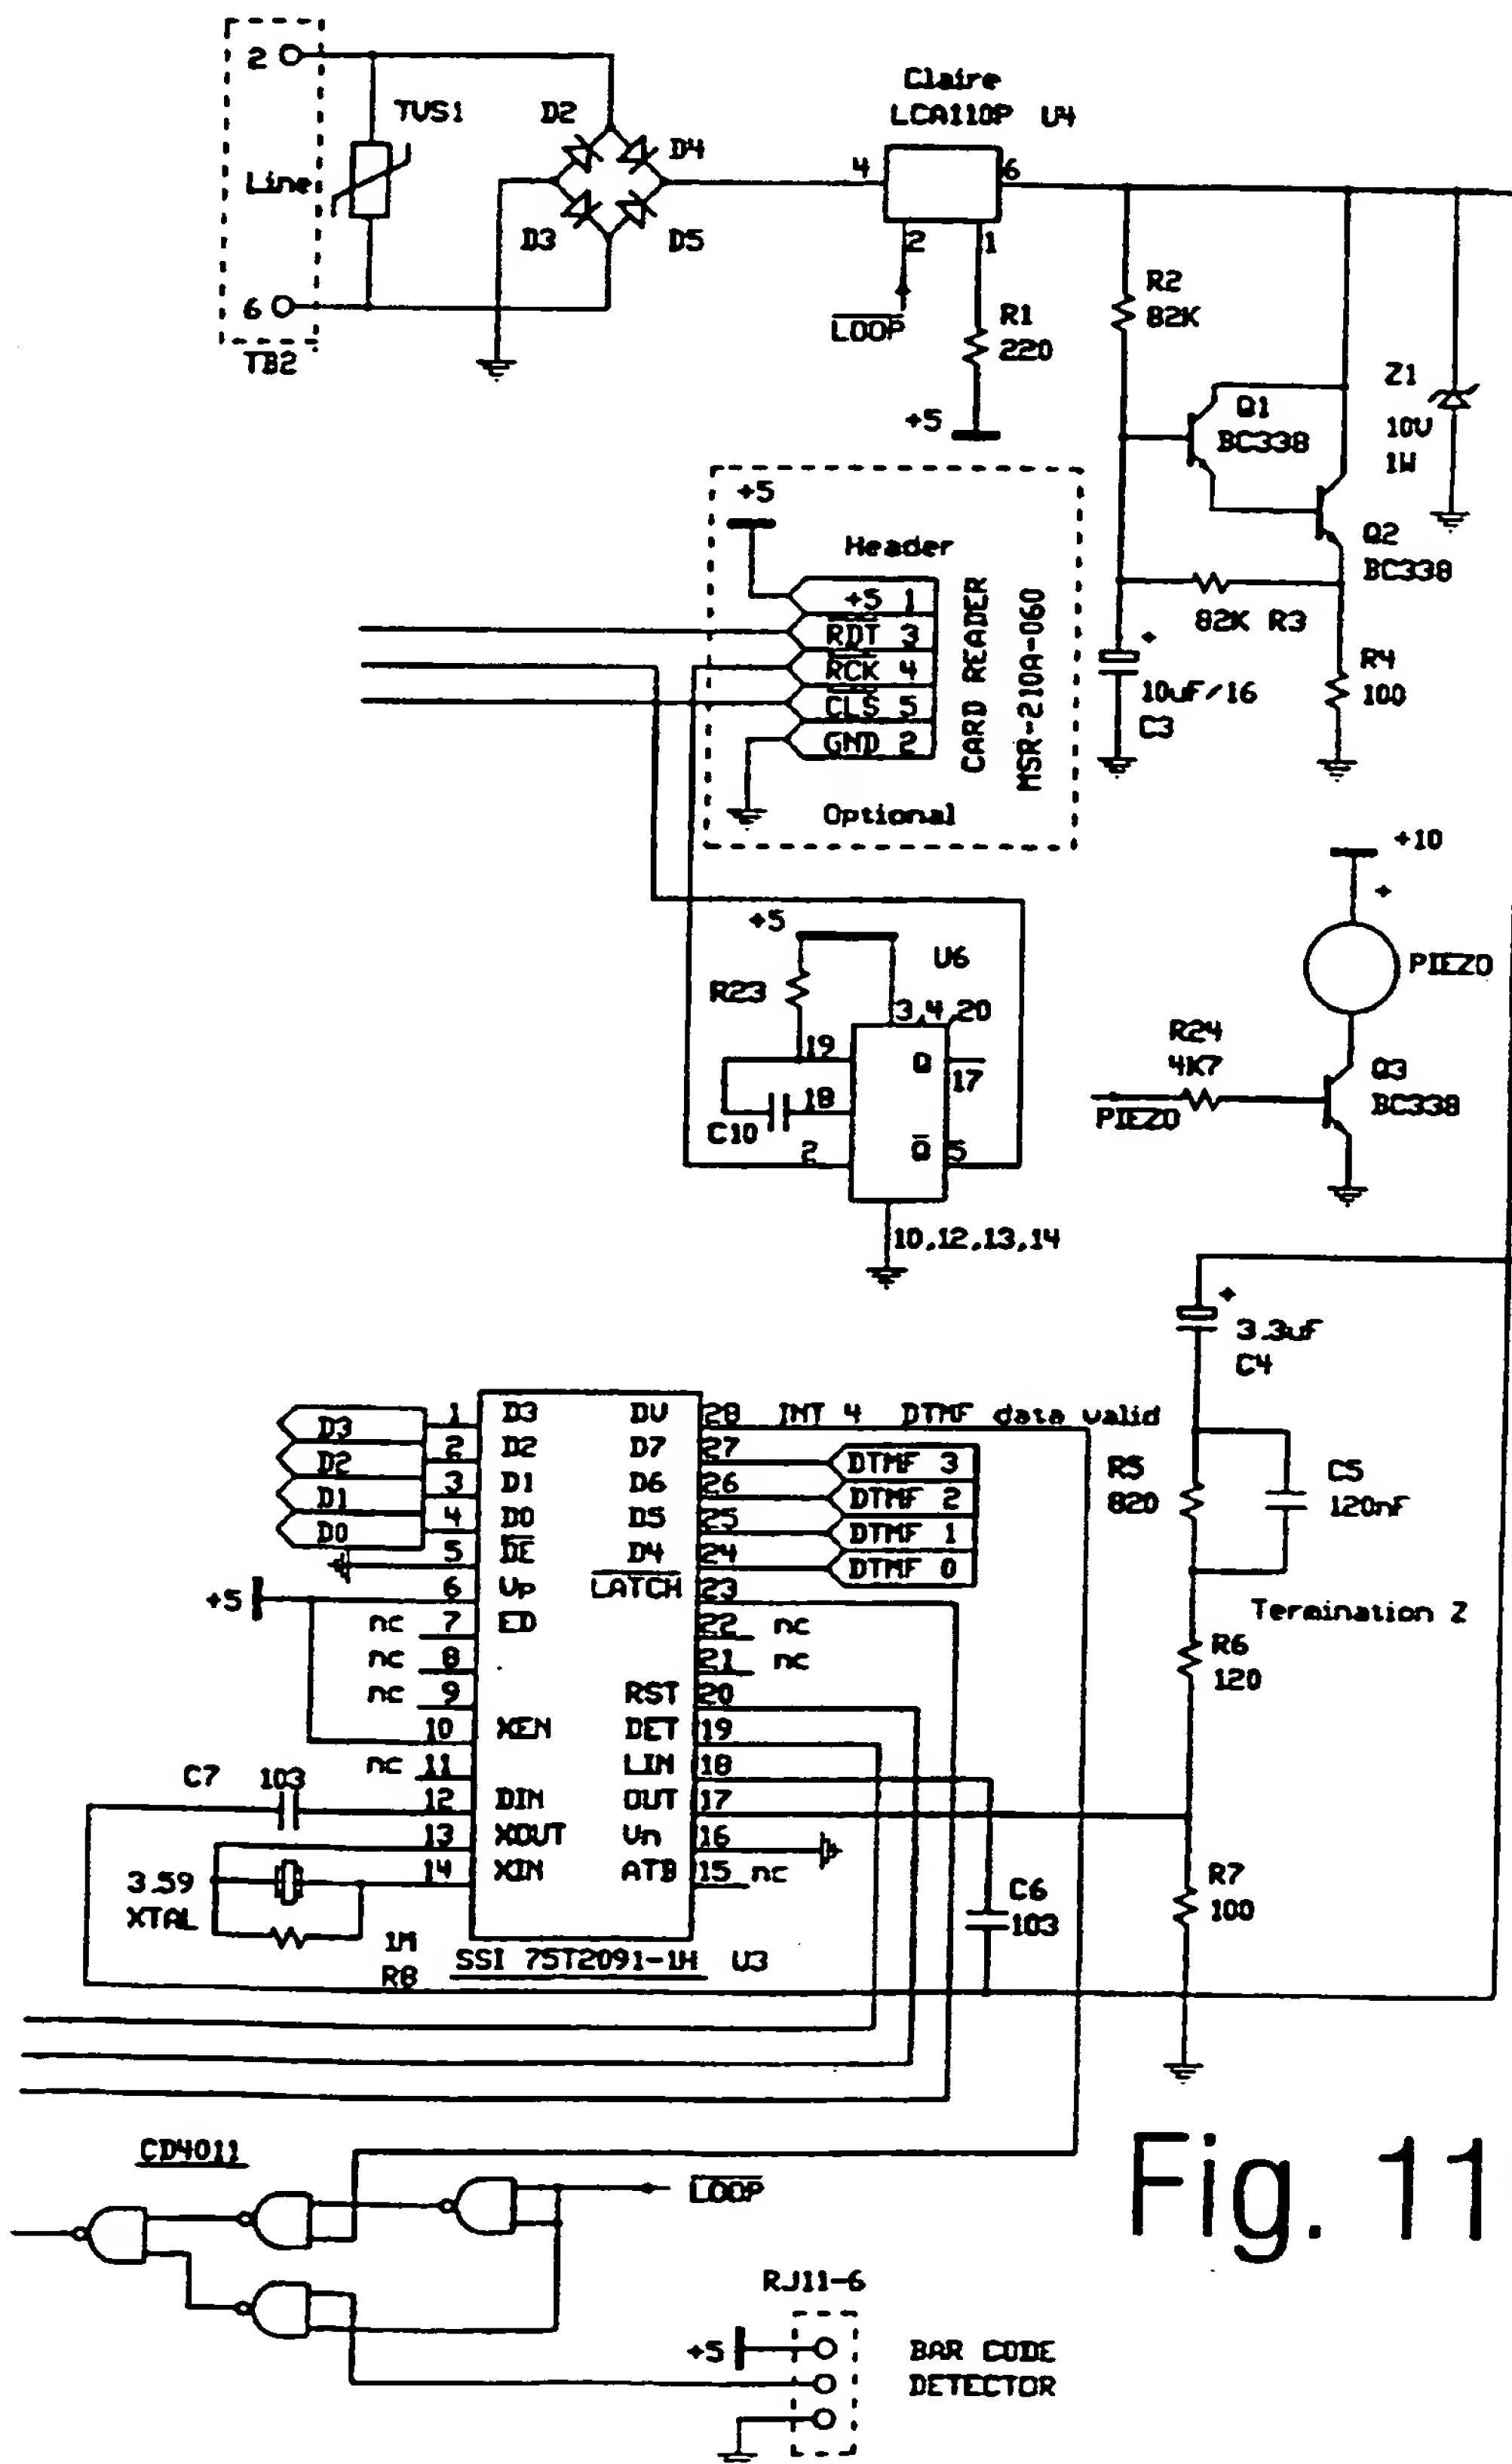 2
TVS1
Line
6
TB2
D2
D4
D3
D5
Claire
LCA110P U4
4
6
2
1
LOOP
R1
220
+5
R2
82K
Q1
BC338
Z1
10V
1W
Q2
BC338
82K R3
+
10uF/16
C3
R4
100
+5
Header
+5 1
RDT 3
RCK 4
CLS 5
GND 2
CARD READER
MSR-210A-060
Optional
+10
+
PIEZO
R24
4K7
PIEZO
Q3
BC338
+5
U6
R23
3,4,20
19
Q
17
18
C10
2
Q 5
10,12,13,14
+
3.3uF
C4
R5
820
C5
120nF
Termination Z
R6
120
R7
100
D3 1 D3 DV 28 INT 4 DTMF data valid
D2 2 D2 D7 27 DTMF 3
D1 3 D1 D6 26 DTMF 2
D0 4 D0 D5 25 DTMF 1
5 DE D4 24 DTMF 0
+5 6 Vp LATCH 23
nc 7 ED 22 nc
nc 8 21 nc
nc 9 RST 20
10 XEN DET 19
nc 11 LIN 18
C7 103 12 DIN OUT 17
13 XOUT Vn 16
14 XIN ATB 15 nc
3.59
XTAL
1M
R8
C6
103
SSI 75T2091-1H U3
CD4011
LOOP
Fig. 11
RJ11-6
+5
BAR CODE
DETECTOR